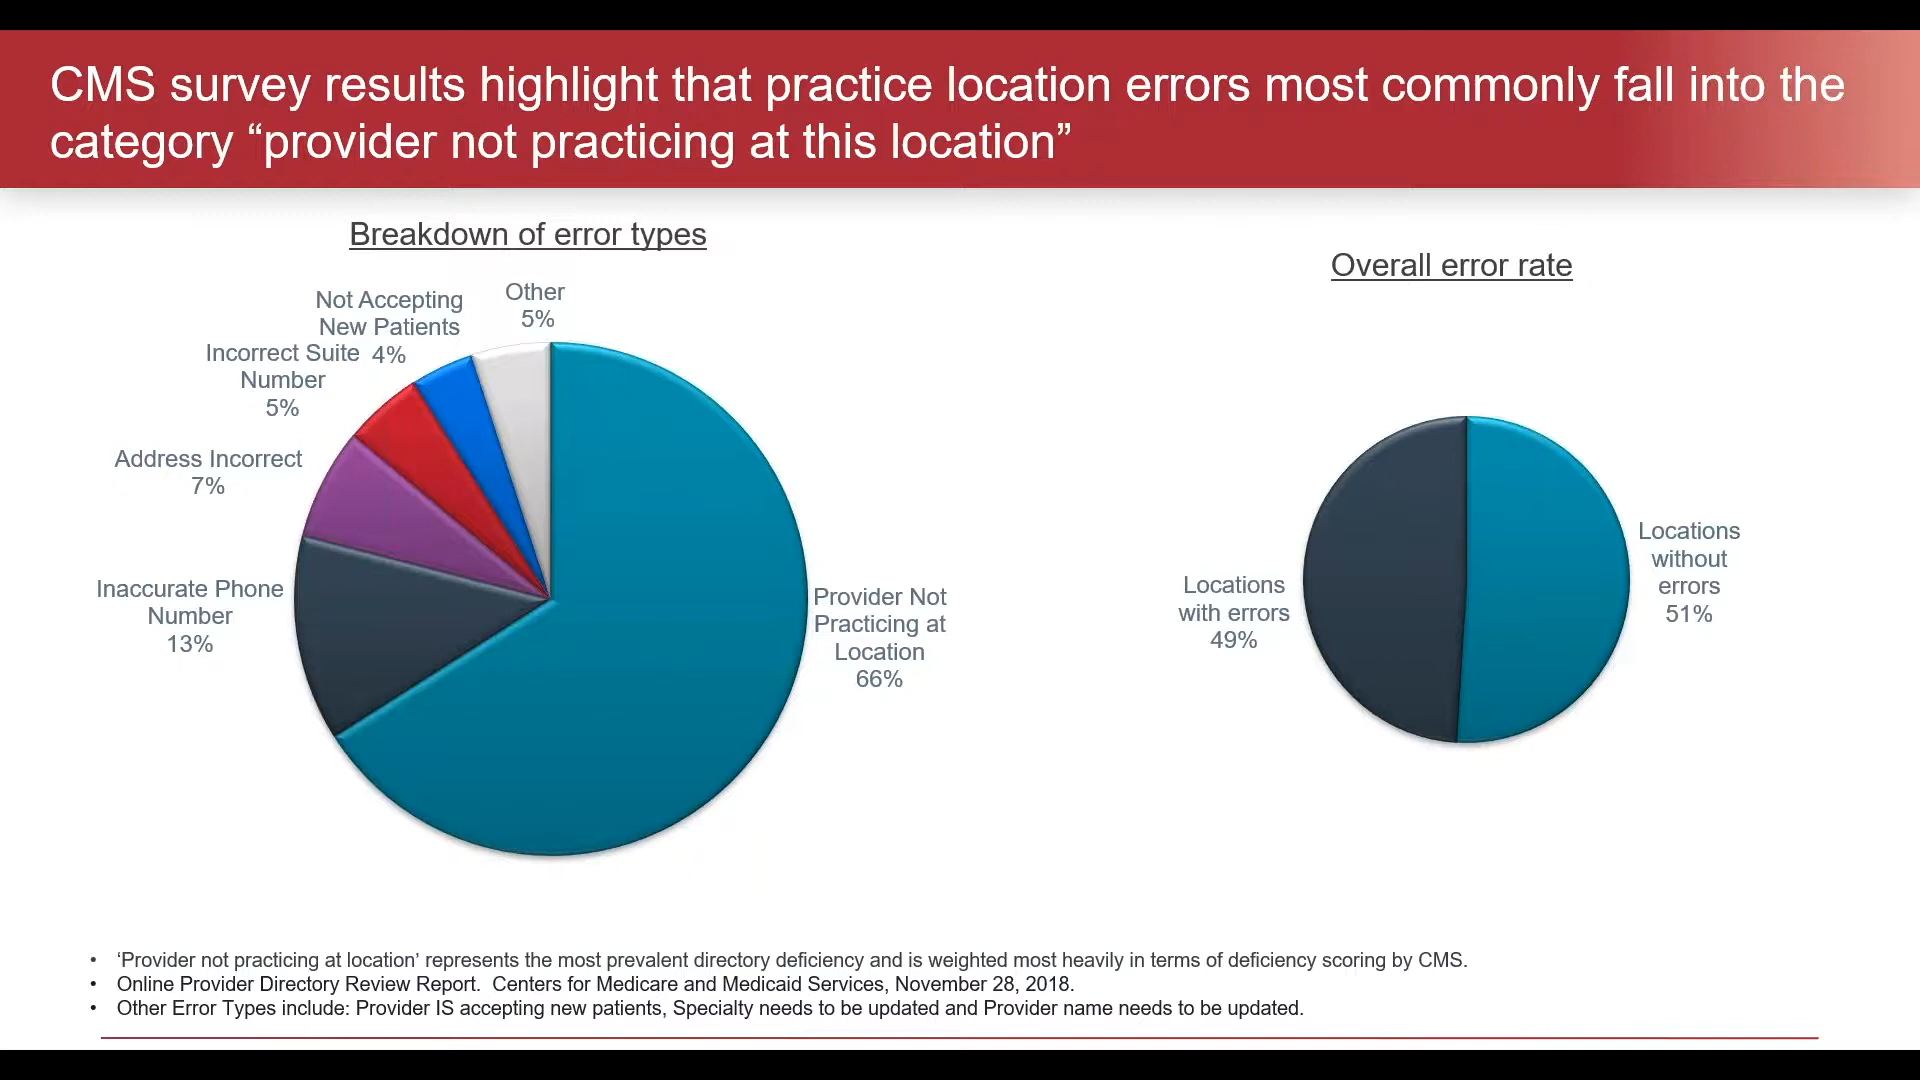 CMS survey results highlight that practice location errors most commonly fall into the
category “provider not practicing at this location”
Breakdown of error types
Other
5%
Not Accepting
New Patients
4%
Incorrect Suite
Number
5%
Address Incorrect
7%
Inaccurate Phone
Number
13%
Provider Not
Practicing at
Location
66%
Overall error rate
Locations
with errors
49%
Locations
without
errors
51%
• ‘Provider not practicing at location’ represents the most prevalent directory deficiency and is weighted most heavily in terms of deficiency scoring by CMS.
• Online Provider Directory Review Report.  Centers for Medicare and Medicaid Services, November 28, 2018.
• Other Error Types include: Provider IS accepting new patients, Specialty needs to be updated and Provider name needs to be updated.